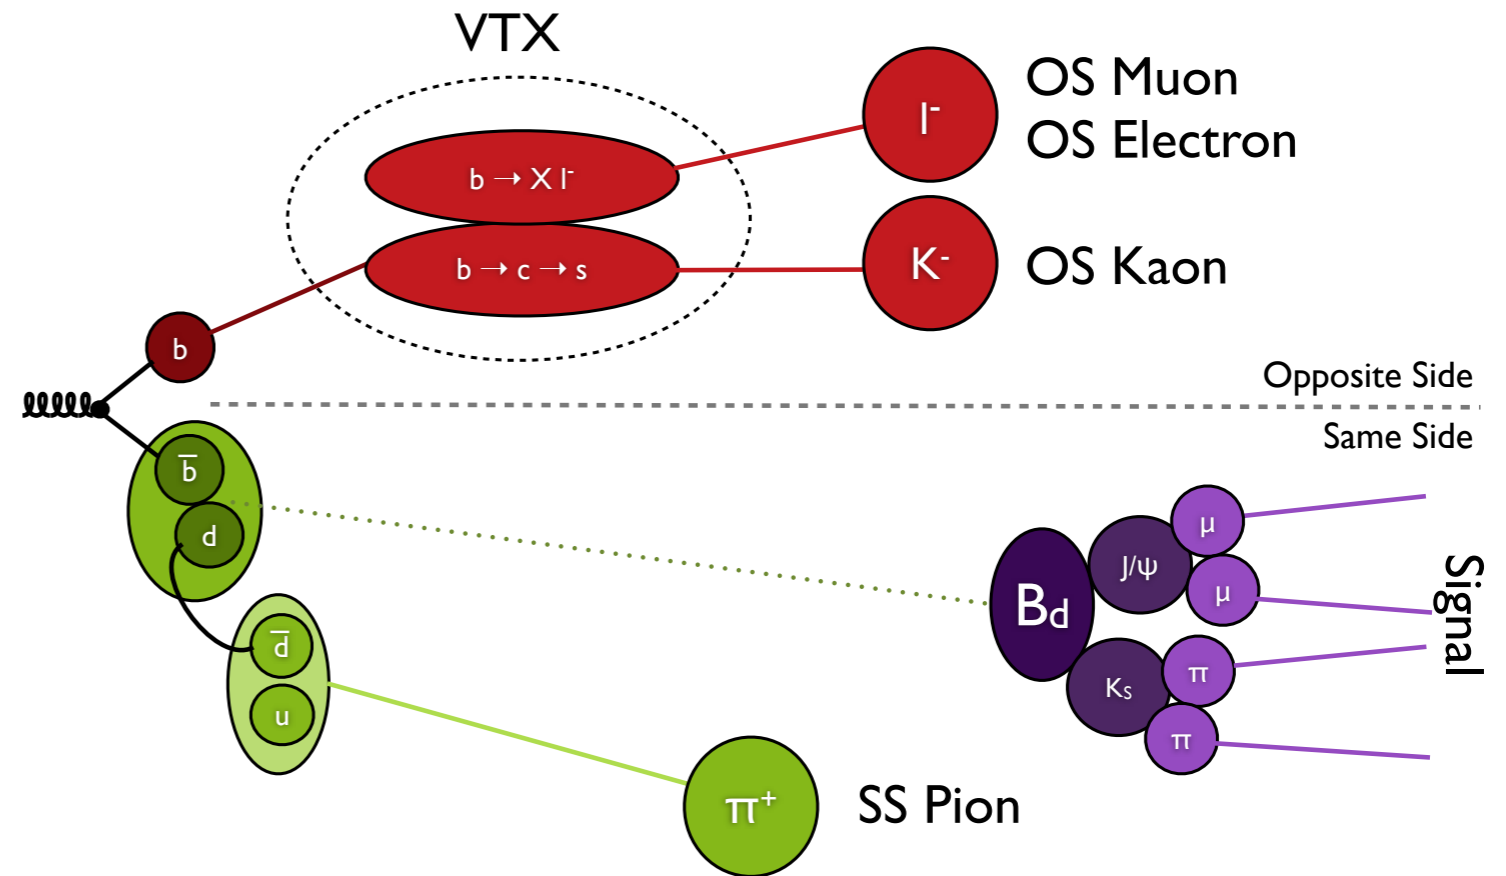 VTX
OS Muon
OS Electron
l⁻
b → X l⁻
b → c → s
K⁻
OS Kaon
b
Opposite Side
Same Side
b̅
d
μ
J/ψ
μ
Bd
Signal
d̅
u
Ks
π
π
π⁺
SS Pion